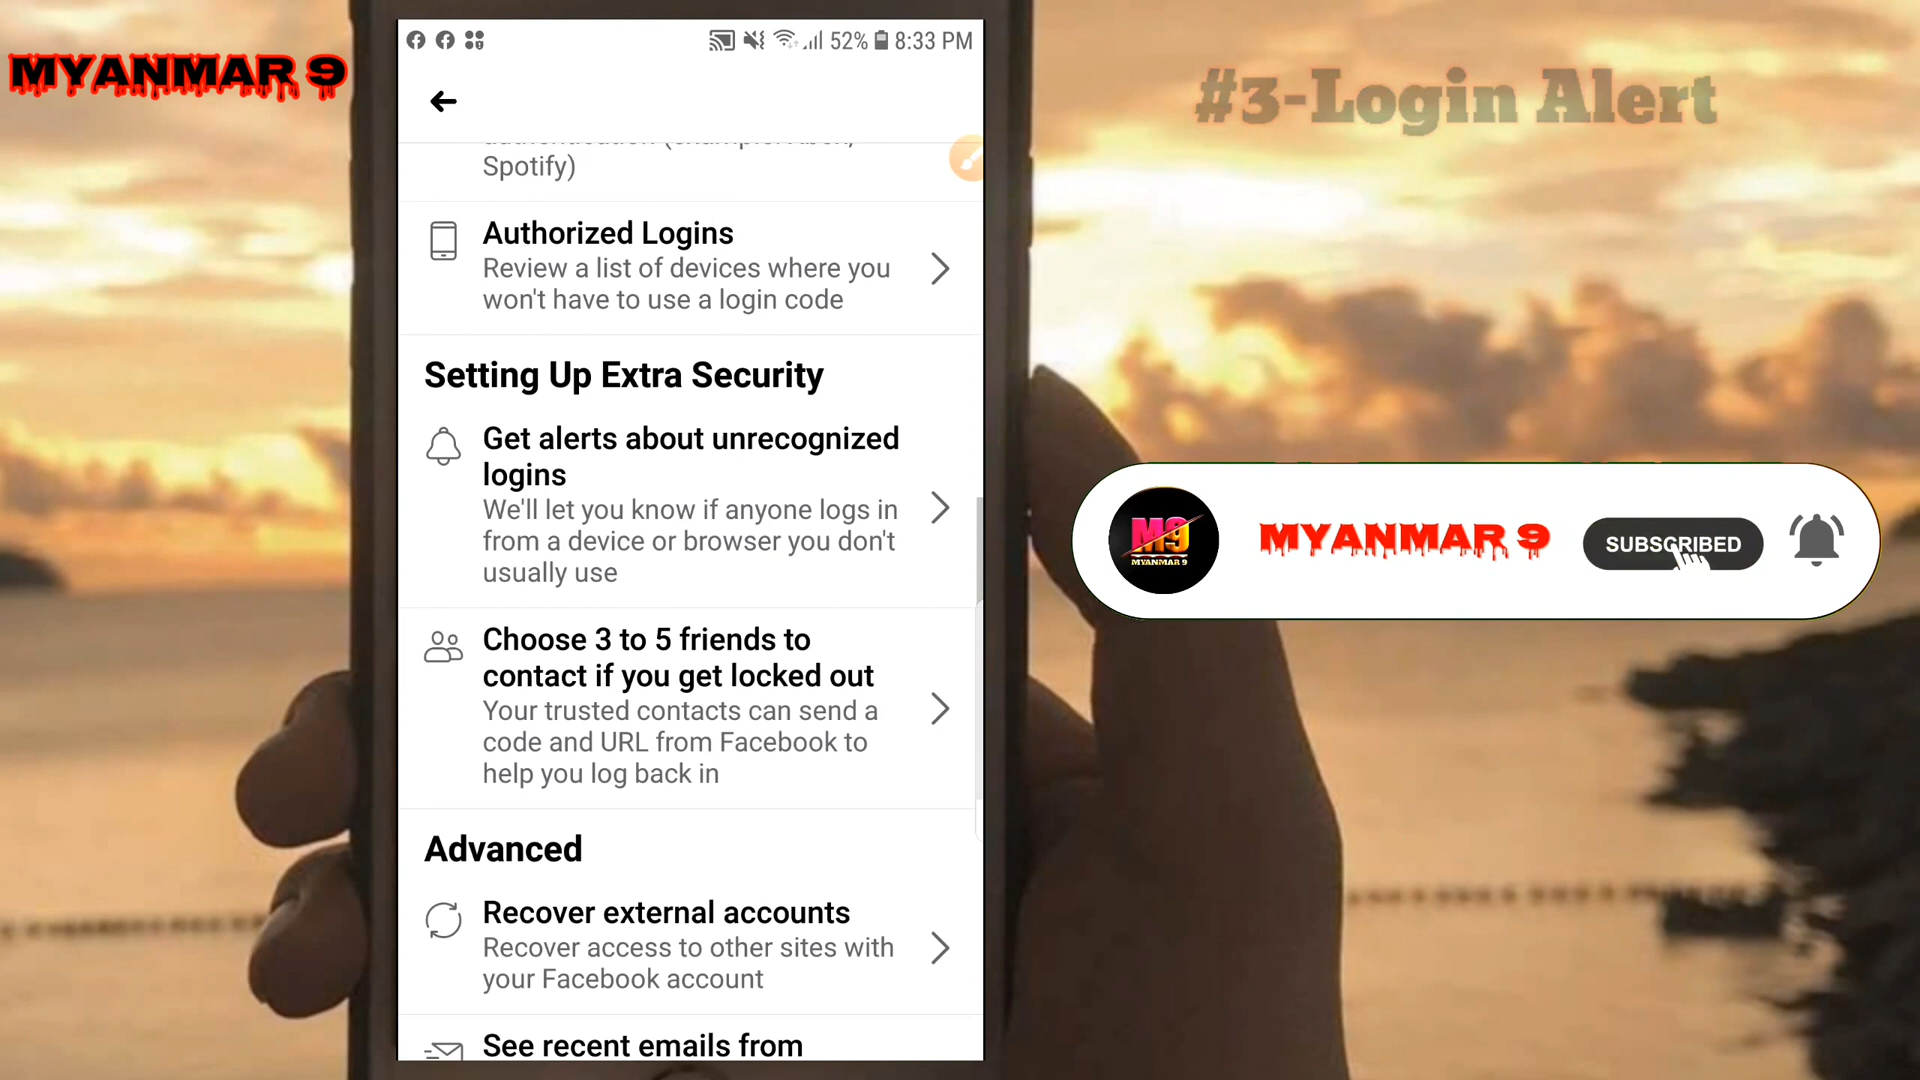 MYANMAR 9
52% 8:33 PM
#3-Login Alert
Spotify)
Authorized Logins
Review a list of devices where you
won't have to use a login code
Setting Up Extra Security
Get alerts about unrecognized
logins
We'll let you know if anyone logs in
from a device or browser you don't
usually use
Choose 3 to 5 friends to
contact if you get locked out
Your trusted contacts can send a
code and URL from Facebook to
help you log back in
Advanced
Recover external accounts
Recover access to other sites with
your Facebook account
See recent emails from
M9
MYANMAR 9
MYANMAR 9
SUBSCRIBED